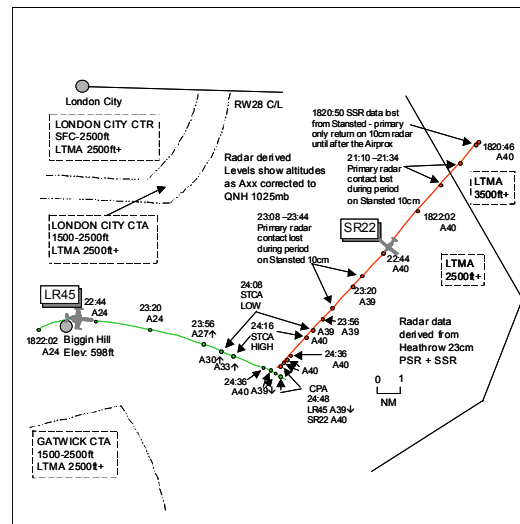 London City
RW28 C/L
LONDON CITY CTR
SFC-2500ft
LTMA 2500ft+
1820:50 SSR data lost
from Stansted - primary
only return on 10cm radar
until after the Airprox
1820:46
A40
21:10 –21:34
Primary radar
contact lost
during period
on Stansted 10cm
LTMA
3500ft+
Radar derived
Levels show altitudes
as Axx corrected to
QNH 1025mb
LONDON CITY CTA
1500-2500ft
LTMA 2500ft+
23:08 –23:44
Primary radar
contact lost
during period
on Stansted 10cm
SR22
1822:02
A40
22:44
A40
LTMA
2500ft+
23:20
A39
LR45
22:44
A24
23:20
A24
24:08
STCA
LOW
23:56
A27↑
24:16
STCA
HIGH
A39
A40
23:56
A39
Radar data
derived from
Heathrow 23cm
PSR + SSR
1822:02
A24
Biggin Hill
Elev: 598ft
A30↑
A33↑
24:36
A40
A40
24:36
A40
A39↓
CPA
24:48
LR45 A39↓
SR22 A40
0 1
NM
GATWICK CTA
1500-2500ft
LTMA 2500ft+